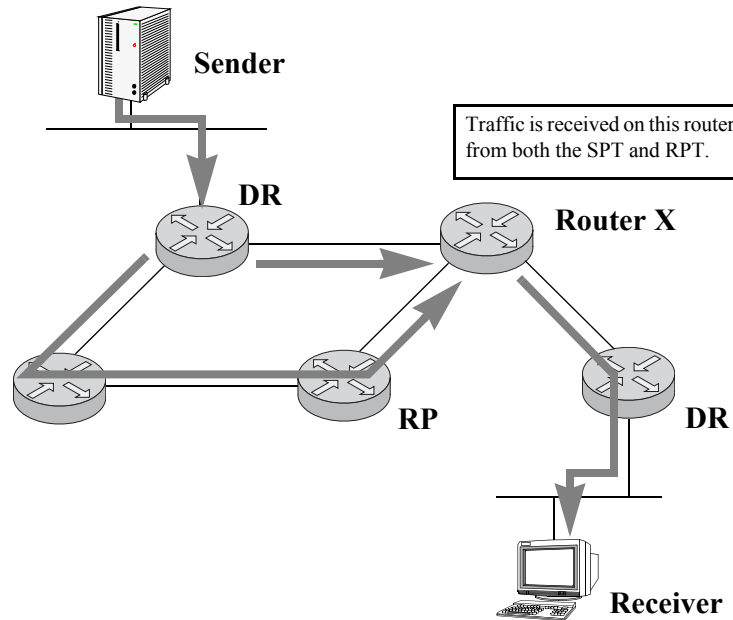 Sender
Traffic is received on this router
from both the SPT and RPT.
DR
Router X
RP
DR
Receiver